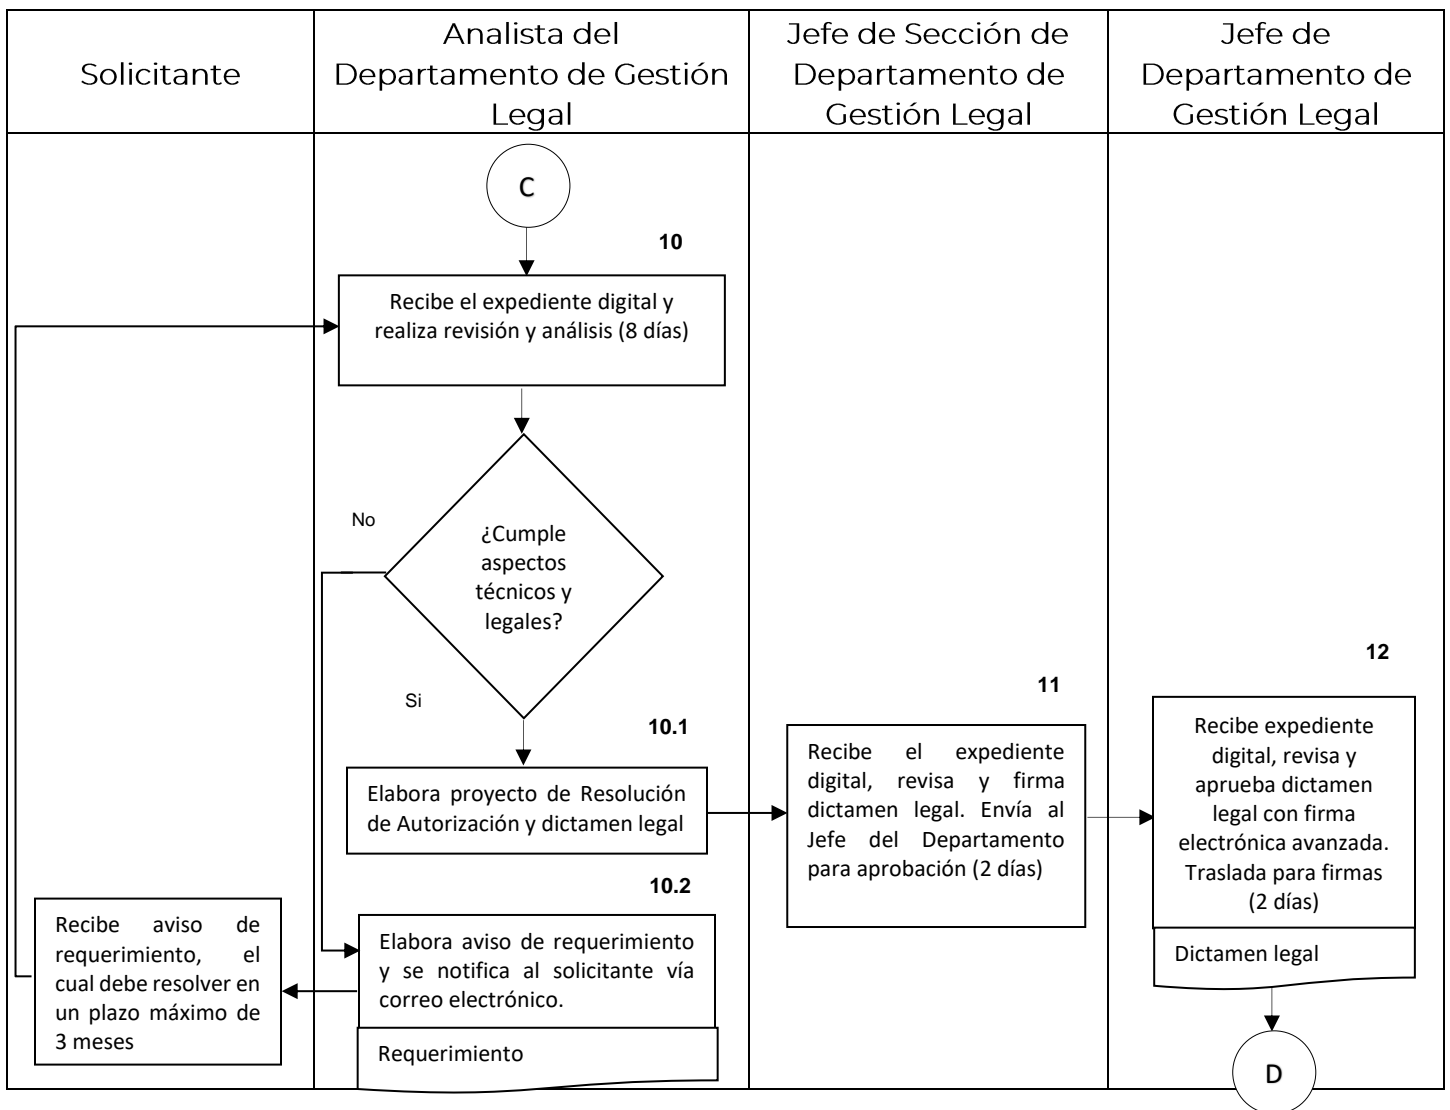 Solicitante
Analista del
Departamento de Gestión
Legal
Jefe de Sección de
Departamento de
Gestión Legal
Jefe de
Departamento de
Gestión Legal
C
10
Recibe el expediente digital y
realiza revisión y análisis (8 días)
No
¿Cumple
aspectos
técnicos y
legales?
Si
10.1
Elabora proyecto de Resolución
de Autorización y dictamen legal
11
Recibe el expediente
digital, revisa y firma
dictamen legal. Envía al
Jefe del Departamento
para aprobación (2 días)
12
Recibe expediente
digital, revisa y
aprueba dictamen
legal con firma
electrónica avanzada.
Traslada para firmas
(2 días)
Dictamen legal
10.2
Elabora aviso de requerimiento
y se notifica al solicitante vía
correo electrónico.
Requerimiento
Recibe aviso de
requerimiento, el
cual debe resolver en
un plazo máximo de
3 meses
D